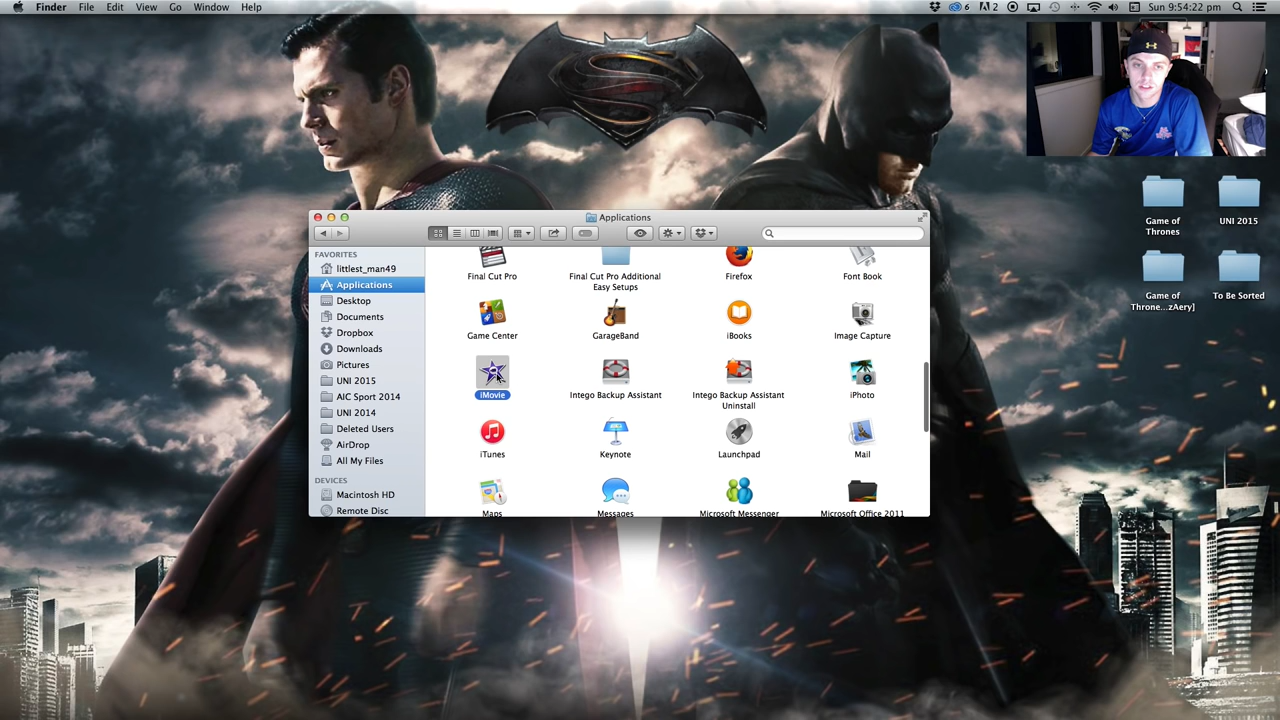 Finder File Edit View Go Window Help
6 2 Sun 9:54:22 pm
Applications
FAVORITES
littlest_man49
Applications
Desktop
Documents
Dropbox
Downloads
Pictures
UNI 2015
AIC Sport 2014
UNI 2014
Deleted Users
AirDrop
All My Files
DEVICES
Macintosh HD
Remote Disc
Final Cut Pro
Final Cut Pro Additional
Easy Setups
Firefox
Font Book
Game Center
GarageBand
iBooks
Image Capture
iMovie
Intego Backup Assistant
Intego Backup Assistant
Uninstall
iPhoto
iTunes
Keynote
Launchpad
Mail
Maps
Messages
Microsoft Messenger
Microsoft Office 2011
Game of
Thrones
UNI 2015
Game of
Throne...zAery]
To Be Sorted